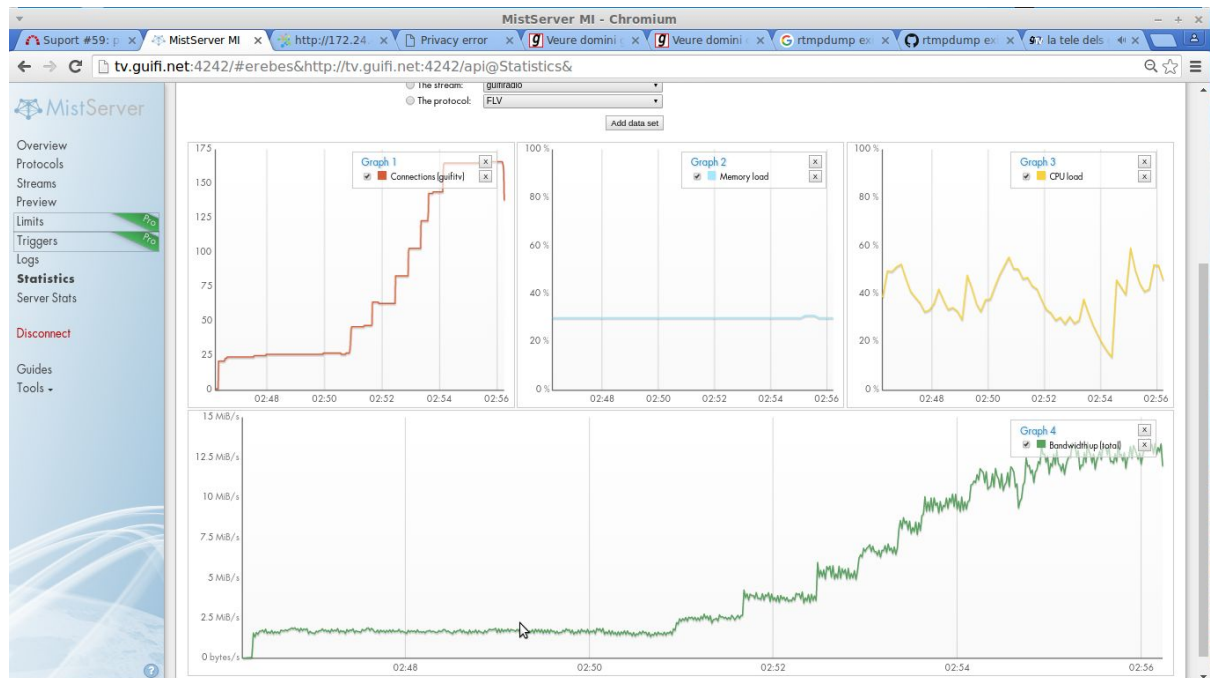 MistServer MI - Chromium
Suport #59: p
MistServer MI
http://172.24.
Privacy error
Veure domini
Veure domini
rtmpdump ex
rtmpdump ex
la tele dels
tv.guifi.net:4242/#erebes&http://tv.guifi.net:4242/api@Statistics&
MistServer
Overview
Protocols
Streams
Preview
Limits Pro
Triggers Pro
Logs
Statistics
Server Stats
Disconnect
Guides
Tools
The stream: guifiradio
The protocol: FLV
Add data set
Graph 1 x
Connections (guifitv) x
175
150
125
100
75
50
25
0
02:48 02:50 02:52 02:54 02:56
Graph 2 x
Memory load x
100 %
80 %
60 %
40 %
20 %
0 %
02:48 02:50 02:52 02:54 02:56
Graph 3 x
CPU load x
100 %
80 %
60 %
40 %
20 %
0 %
02:48 02:50 02:52 02:54 02:56
Graph 4 x
Bandwidth up (total) x
15 MiB/s
12.5 MiB/s
10 MiB/s
7.5 MiB/s
5 MiB/s
2.5 MiB/s
0 bytes/s
02:48 02:50 02:52 02:54 02:56
?